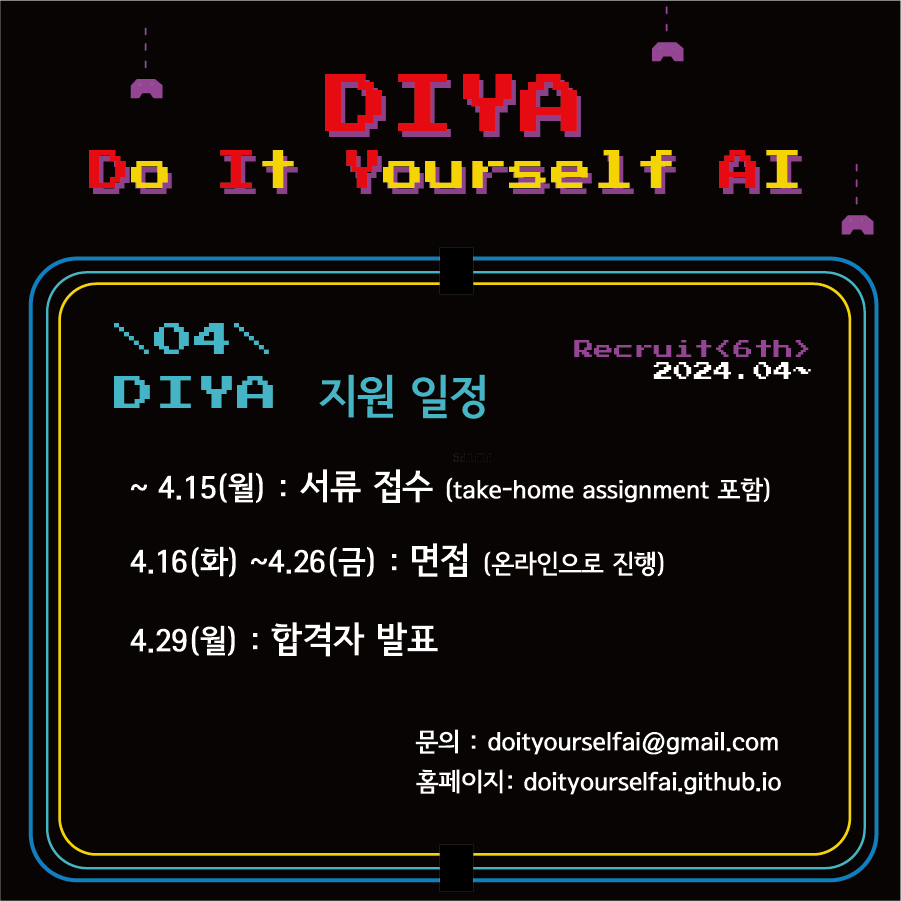 DIYA
Do It Yourself AI
\04\
Recruit<6th>
2024.04~
DIYA 지원 일정
~ 4.15(월) : 서류 접수 (take-home assignment 포함)
4.16(화) ~4.26(금) : 면접 (온라인으로 진행)
4.29(월) : 합격자 발표
문의 : doityourselfai@gmail.com
홈페이지: doityourselfai.github.io